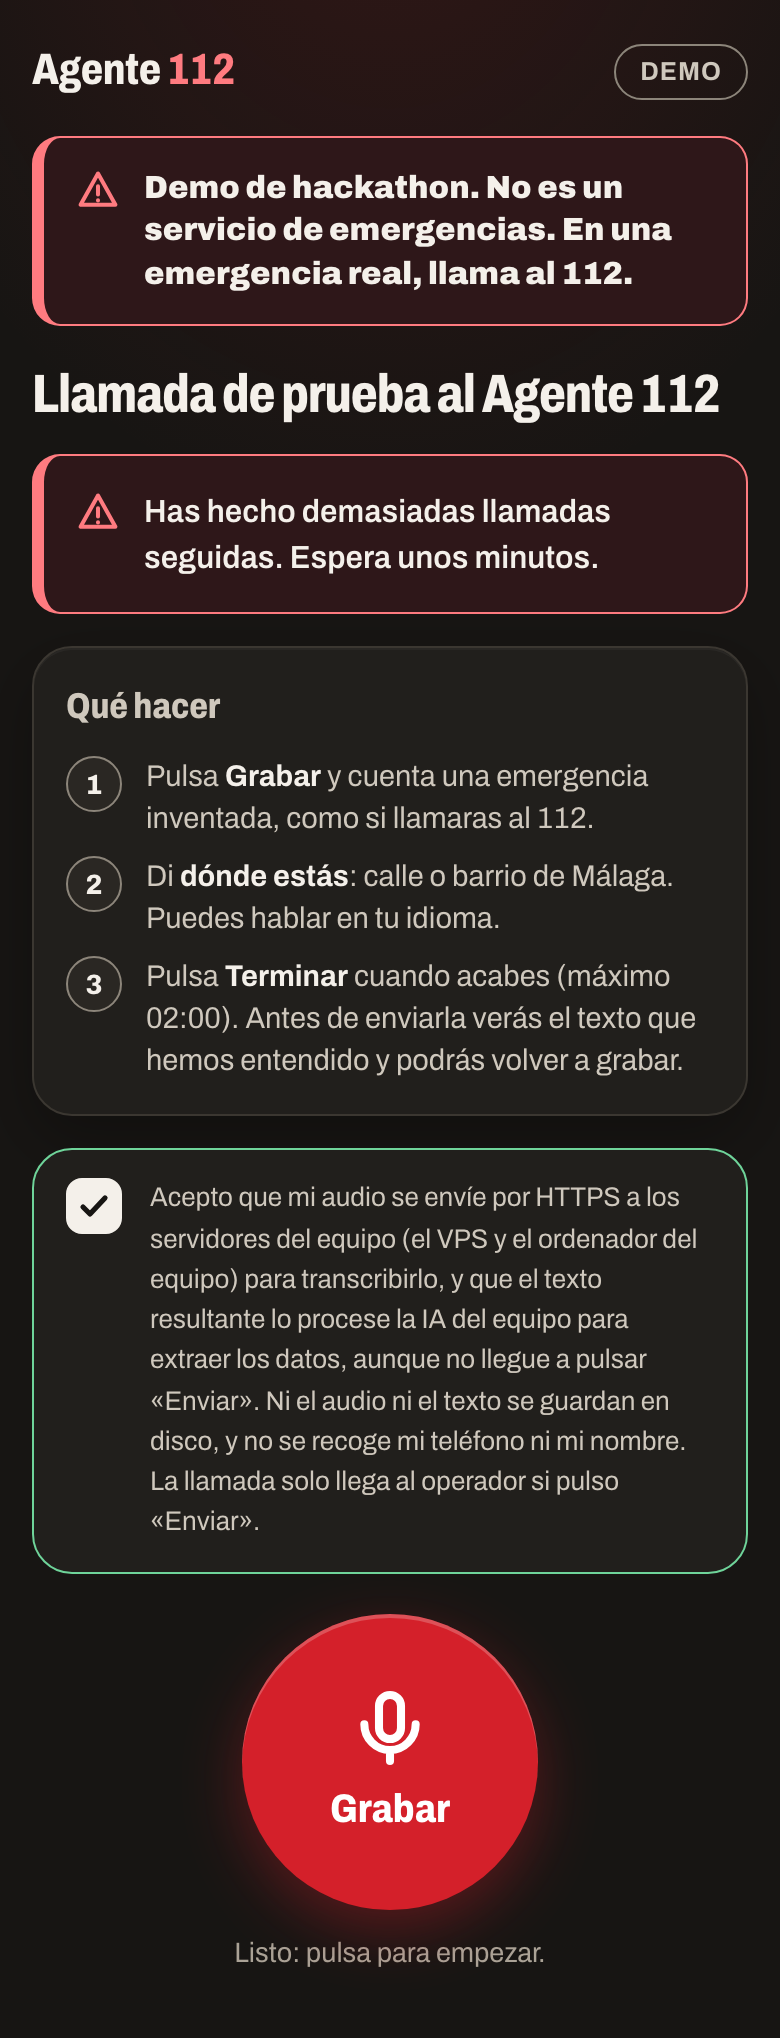 Agente 112
DEMO
Demo de hackathon. No es un
servicio de emergencias. En una
emergencia real, llama al 112.
Llamada de prueba al Agente 112
Has hecho demasiadas llamadas
seguidas. Espera unos minutos.
Qué hacer
1 Pulsa Grabar y cuenta una emergencia
inventada, como si llamaras al 112.
2 Di dónde estás: calle o barrio de Málaga.
Puedes hablar en tu idioma.
3 Pulsa Terminar cuando acabes (máximo
02:00). Antes de enviarla verás el texto que
hemos entendido y podrás volver a grabar.
Acepto que mi audio se envíe por HTTPS a los
servidores del equipo (el VPS y el ordenador del
equipo) para transcribirlo, y que el texto
resultante lo procese la IA del equipo para
extraer los datos, aunque no llegue a pulsar
«Enviar». Ni el audio ni el texto se guardan en
disco, y no se recoge mi teléfono ni mi nombre.
La llamada solo llega al operador si pulso
«Enviar».
Grabar
Listo: pulsa para empezar.